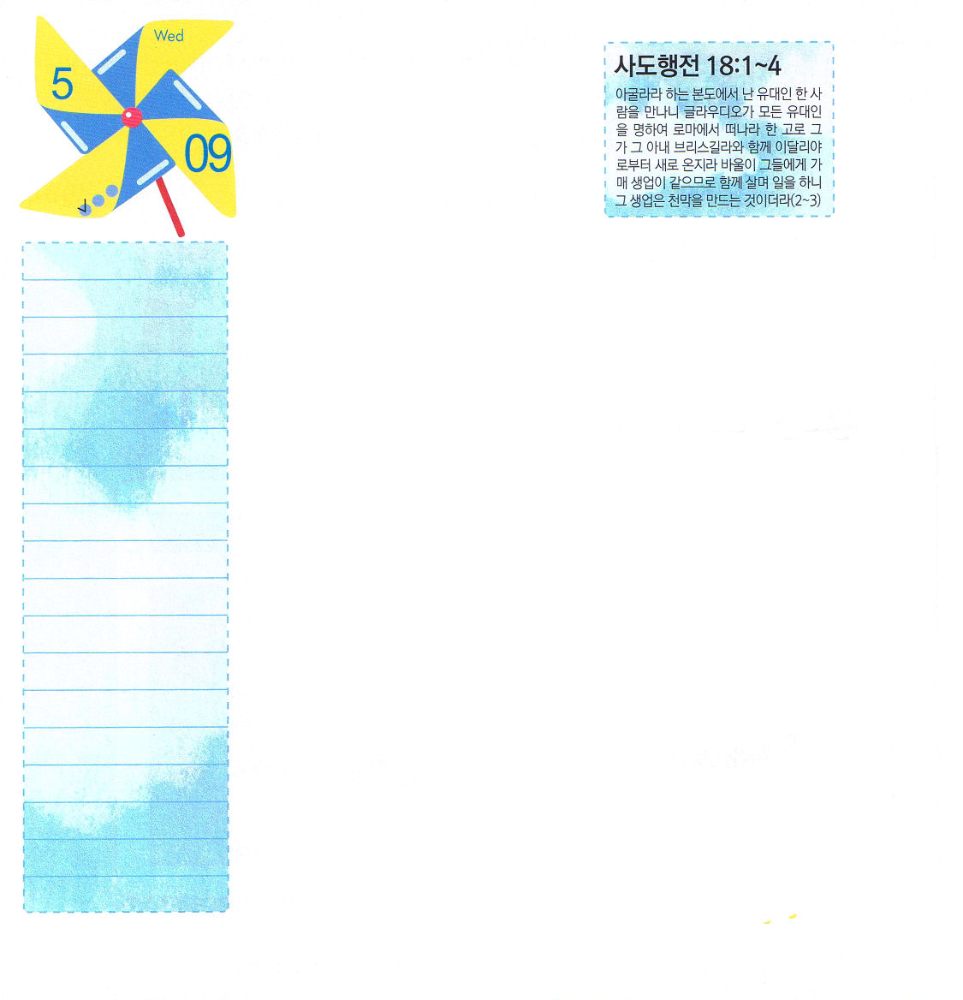 Wed
5
09
사도행전 18:1~4
아굴라라 하는 본도에서 난 유대인 한 사
람을 만나니 글라우디오가 모든 유대인
을 명하여 로마에서 떠나라 한 고로 그
가 그 아내 브리스길라와 함께 이달리야
로부터 새로 온지라 바울이 그들에게 가
매 생업이 같으므로 함께 살며 일을 하니
그 생업은 천막을 만드는 것이더라(2~3)